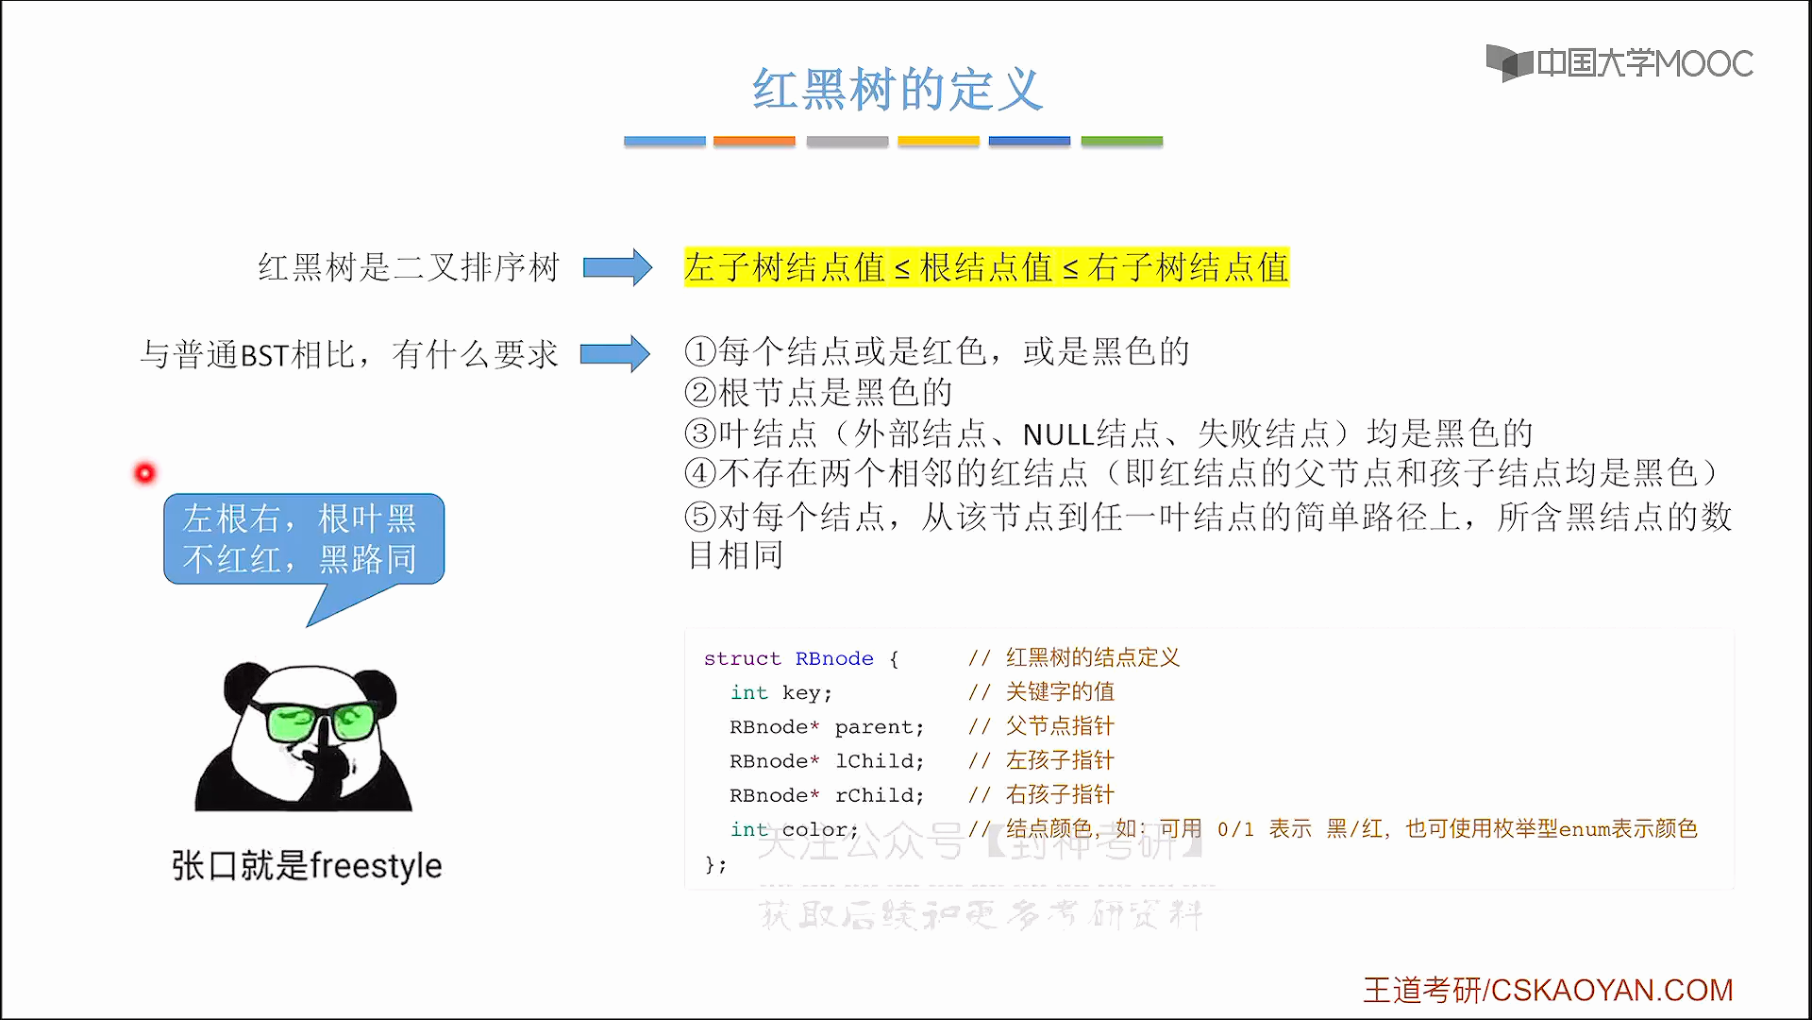 中国大学MOOC
红黑树的定义
红黑树是二叉排序树
左子树结点值 ≤ 根结点值 ≤ 右子树结点值
与普通BST相比，有什么要求
①每个结点或是红色，或是黑色的
②根节点是黑色的
③叶结点（外部结点、NULL结点、失败结点）均是黑色的
④不存在两个相邻的红结点（即红结点的父节点和孩子结点均是黑色）
⑤对每个结点，从该节点到任一叶结点的简单路径上，所含黑结点的数
目相同
左根右，根叶黑
不红红，黑路同
张口就是freestyle
struct RBnode {      // 红黑树的结点定义
  int key;           // 关键字的值
  RBnode* parent;    // 父节点指针
  RBnode* lChild;    // 左孩子指针
  RBnode* rChild;    // 右孩子指针
  int color;         // 结点颜色，如：可用 0/1 表示 黑/红，也可使用枚举型enum表示颜色
};
关注公众号【封神考研】
获取后续和更多考研资料
王道考研/CSKAOYAN.COM